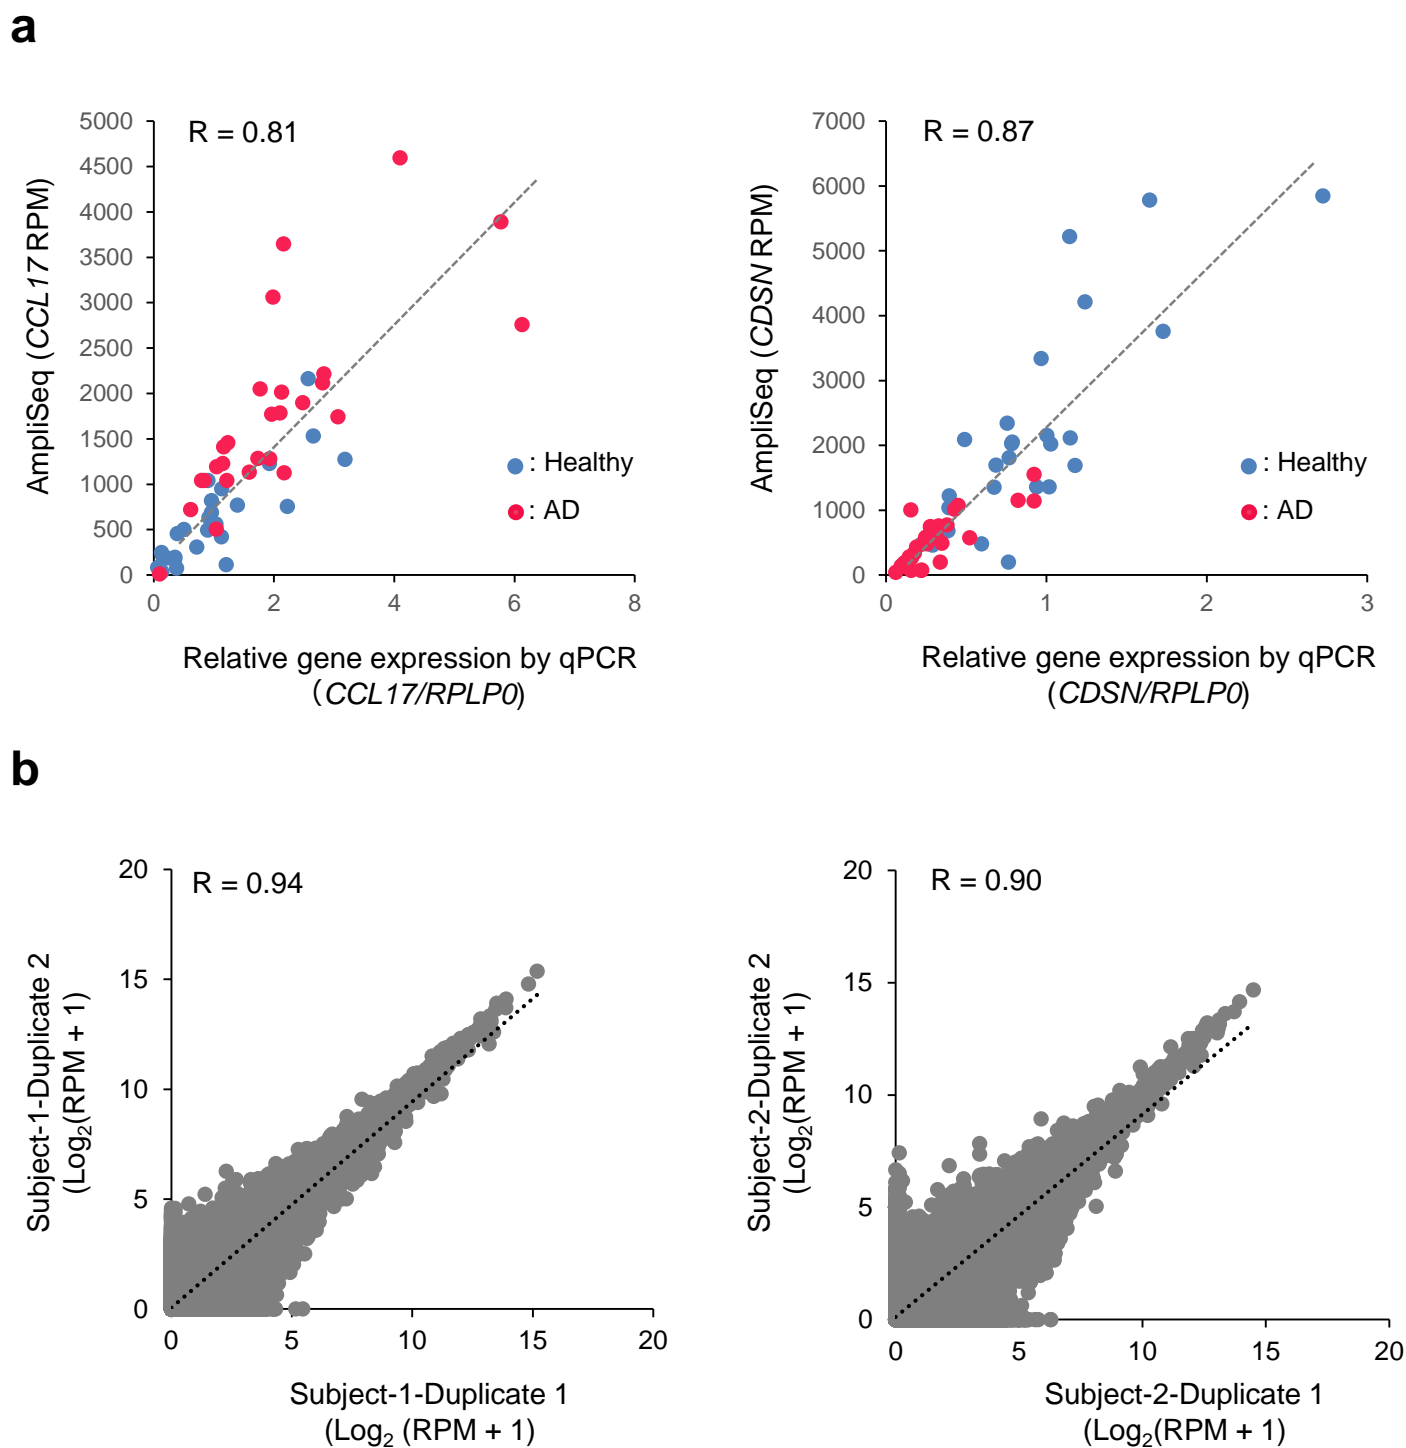 a
R = 0.81
5000
4500
4000
3500
3000
2500
2000
1500
1000
500
0
AmpliSeq (CCL17 RPM)
: Healthy
: AD
0 2 4 6 8
Relative gene expression by qPCR
(CCL17/RPLP0)
R = 0.87
7000
6000
5000
4000
3000
2000
1000
0
AmpliSeq (CDSN RPM)
: Healthy
: AD
0 1 2 3
Relative gene expression by qPCR
(CDSN/RPLP0)
b
R = 0.94
20
15
10
5
0
Subject-1-Duplicate 2
(Log₂(RPM + 1)
0 5 10 15 20
Subject-1-Duplicate 1
(Log₂ (RPM + 1)
R = 0.90
20
15
10
5
0
Subject-2-Duplicate 2
(Log₂(RPM + 1)
0 5 10 15 20
Subject-2-Duplicate 1
(Log₂(RPM + 1)